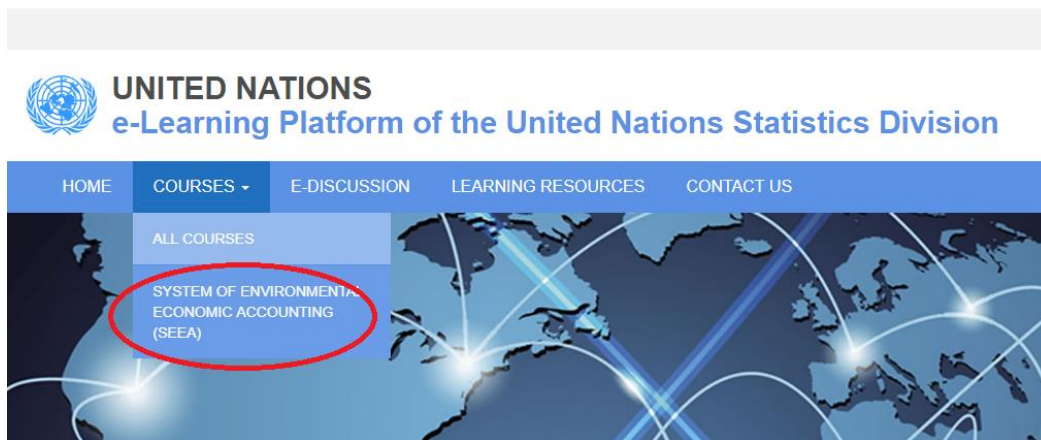 UNITED NATIONS
e-Learning Platform of the United Nations Statistics Division
HOME COURSES E-DISCUSSION LEARNING RESOURCES CONTACT US
ALL COURSES
SYSTEM OF ENVIRONMENTAL
ECONOMIC ACCOUNTING
(SEEA)